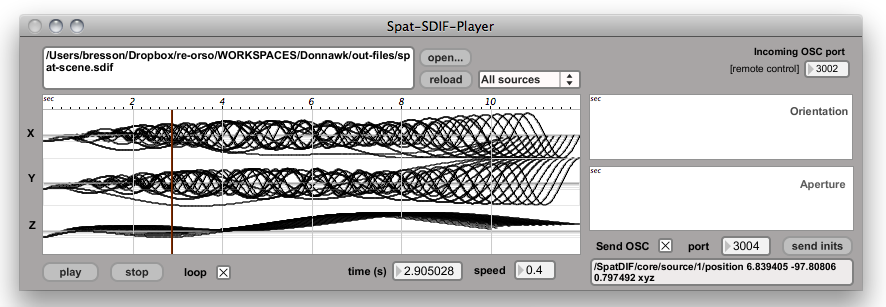 Spat-SDIF-Player
/Users/bresson/Dropbox/re-orso/WORKSPACES/Donnawk/out-files/sp
at-scene.sdif
open...
reload
All sources
Incoming OSC port
[remote control]
3002
sec
2
4
6
8
10
X
Y
Z
sec
Orientation
sec
Aperture
Send OSC
port
3004
send inits
play
stop
loop
time (s)
2.905028
speed
0.4
/SpatDIF/core/source/1/position 6.839405 -97.80806
0.797492 xyz